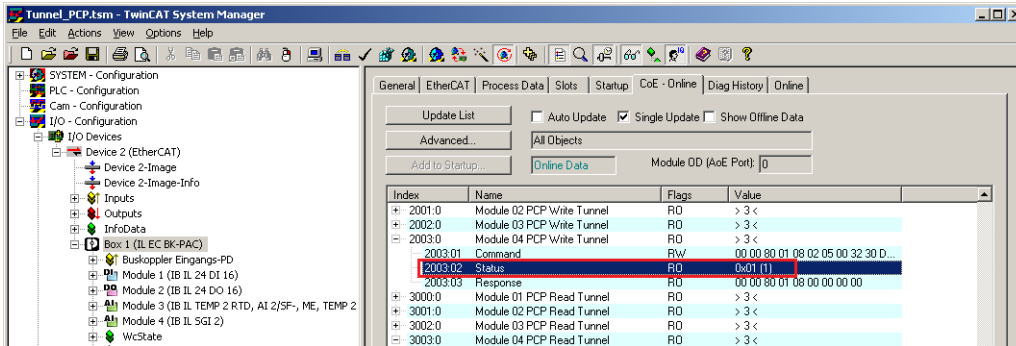 Tunnel_PCP.tsm - TwinCAT System Manager
File Edit Actions View Options Help
SYSTEM - Configuration
PLC - Configuration
Cam - Configuration
I/O - Configuration
I/O Devices
Device 2 (EtherCAT)
Device 2-Image
Device 2-Image-Info
Inputs
Outputs
InfoData
Box 1 (IL EC BK-PAC)
Buskoppler Eingangs-PD
Module 1 (IB IL 24 DI 16)
Module 2 (IB IL 24 DO 16)
Module 3 (IB IL TEMP 2 RTD, AI 2/SF-, ME, TEMP 2
Module 4 (IB IL SGI 2)
WcState
General EtherCAT Process Data Slots Startup CoE - Online Diag History Online
Update List Auto Update Single Update Show Offline Data
Advanced... All Objects
Add to Startup... Online Data Module OD (AoE Port): 0
Index Name Flags Value
2001:0 Module 02 PCP Write Tunnel RO > 3 <
2002:0 Module 03 PCP Write Tunnel RO > 3 <
2003:0 Module 04 PCP Write Tunnel RO > 3 <
2003:01 Command RW 00 00 80 01 08 02 05 00 32 30 D...
2003:02 Status RO 0x01 (1)
2003:03 Response RO 00 00 80 01 08 00 00 00 00
3000:0 Module 01 PCP Read Tunnel RO > 3 <
3001:0 Module 02 PCP Read Tunnel RO > 3 <
3002:0 Module 03 PCP Read Tunnel RO > 3 <
3003:0 Module 04 PCP Read Tunnel RO > 3 <